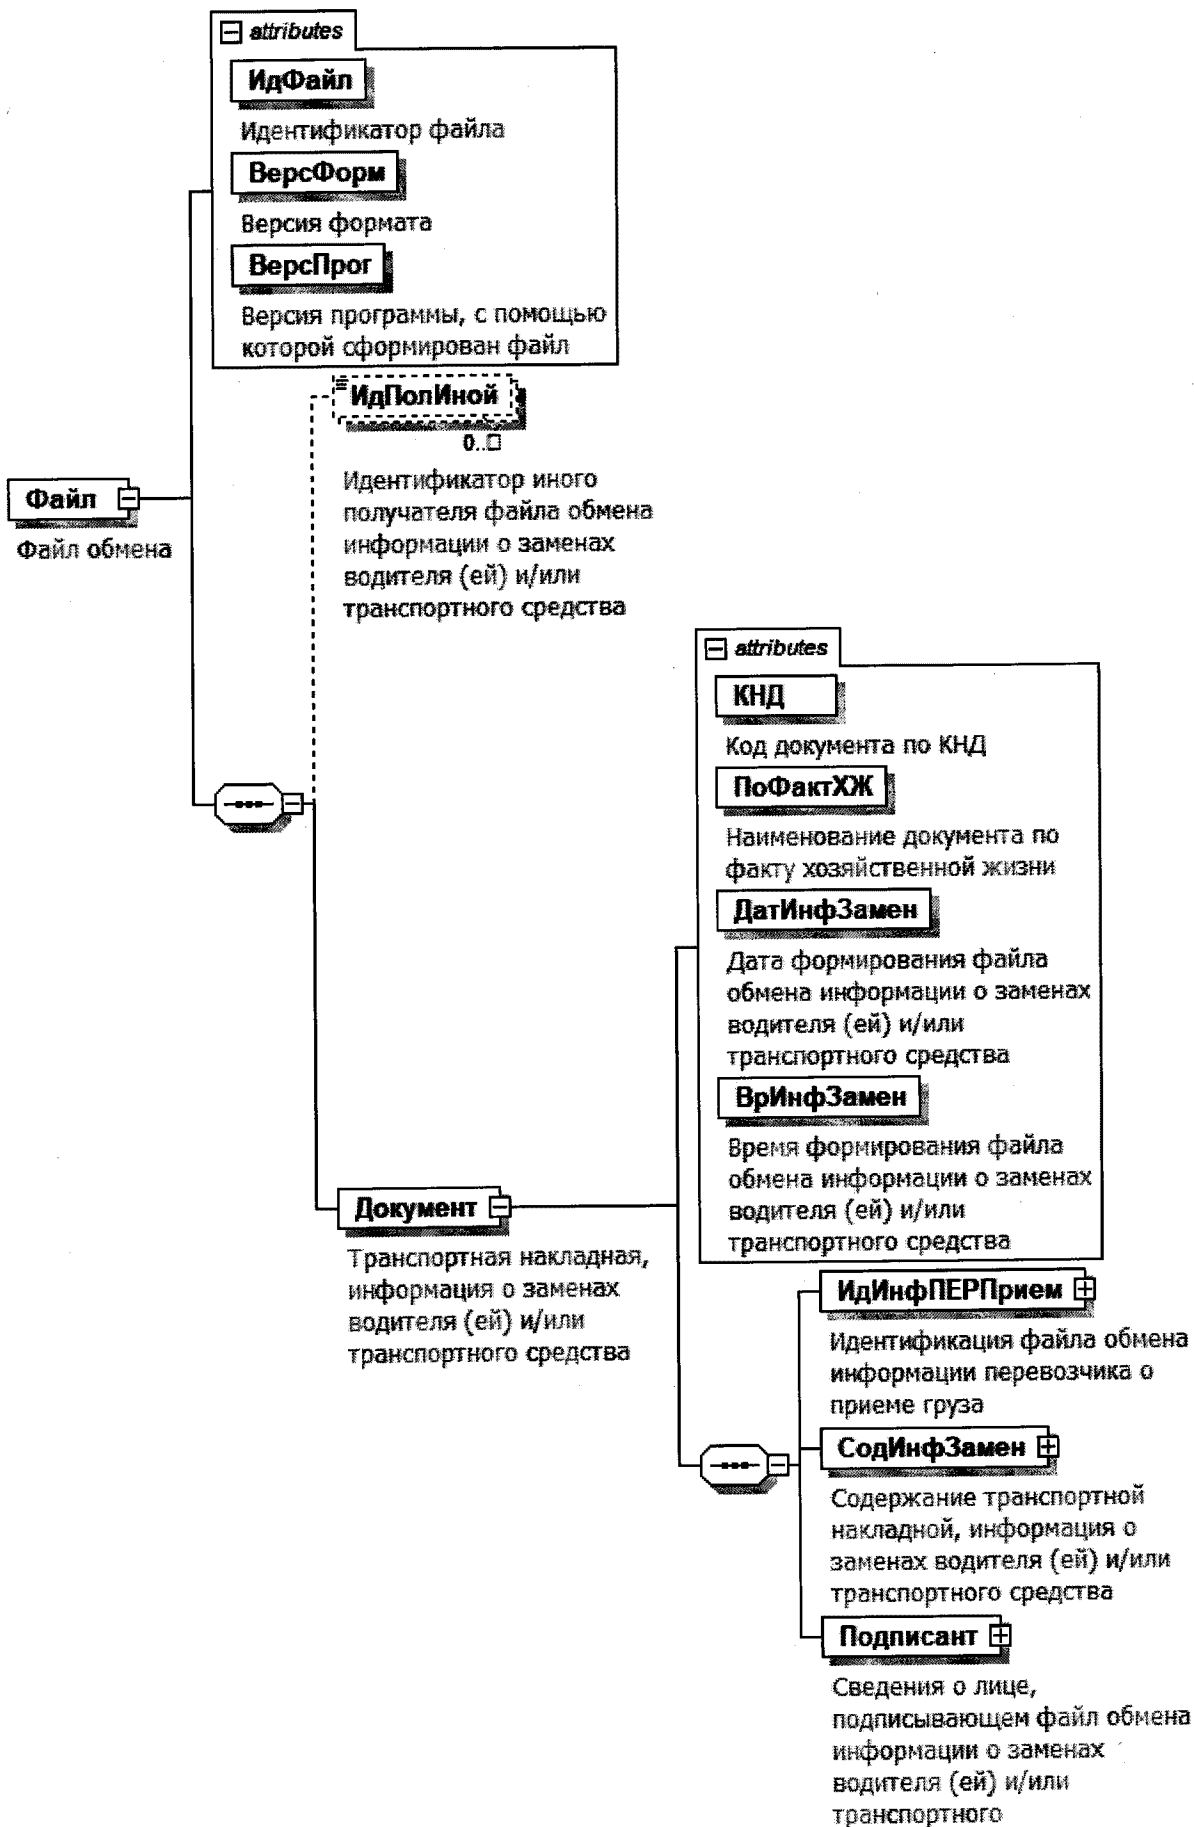 attributes
ИдФайл
Идентификатор файла
ВерсФорм
Версия формата
ВерсПрог
Версия программы, с помощью
которой сформирован файл
ИдПолИной
0..□
Идентификатор иного
получателя файла обмена
информации о заменах
водителя (ей) и/или
транспортного средства
Файл
Файл обмена
attributes
КНД
Код документа по КНД
ПоФактХЖ
Наименование документа по
факту хозяйственной жизни
ДатИнфЗамен
Дата формирования файла
обмена информации о заменах
водителя (ей) и/или
транспортного средства
ВрИнфЗамен
Время формирования файла
обмена информации о заменах
водителя (ей) и/или
транспортного средства
Документ
Транспортная накладная,
информация о заменах
водителя (ей) и/или
транспортного средства
ИдИнфПЕРПрием
Идентификация файла обмена
информации перевозчика о
приеме груза
СодИнфЗамен
Содержание транспортной
накладной, информация о
заменах водителя (ей) и/или
транспортного средства
Подписант
Сведения о лице,
подписывающем файл обмена
информации о заменах
водителя (ей) и/или
транспортного